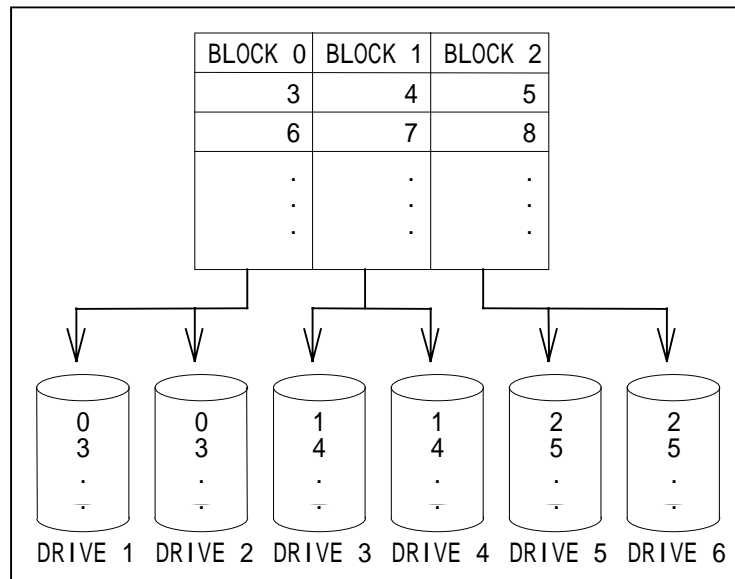 BLOCK 0 BLOCK 1 BLOCK 2
3 4 5
6 7 8
. . .
. . .
. . .
0 0 1 1 2 2
3 3 4 4 5 5
. . . . . .
. . . . . .
DRIVE 1 DRIVE 2 DRIVE 3 DRIVE 4 DRIVE 5 DRIVE 6